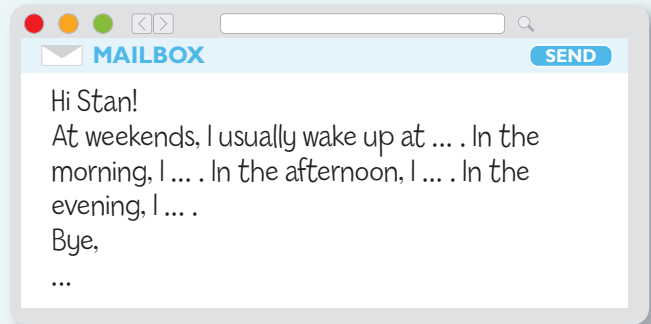 MAILBOX
SEND
Hi Stan!
At weekends, I usually wake up at ... . In the
morning, I ... . In the afternoon, I ... . In the
evening, I ... .
Bye,
...